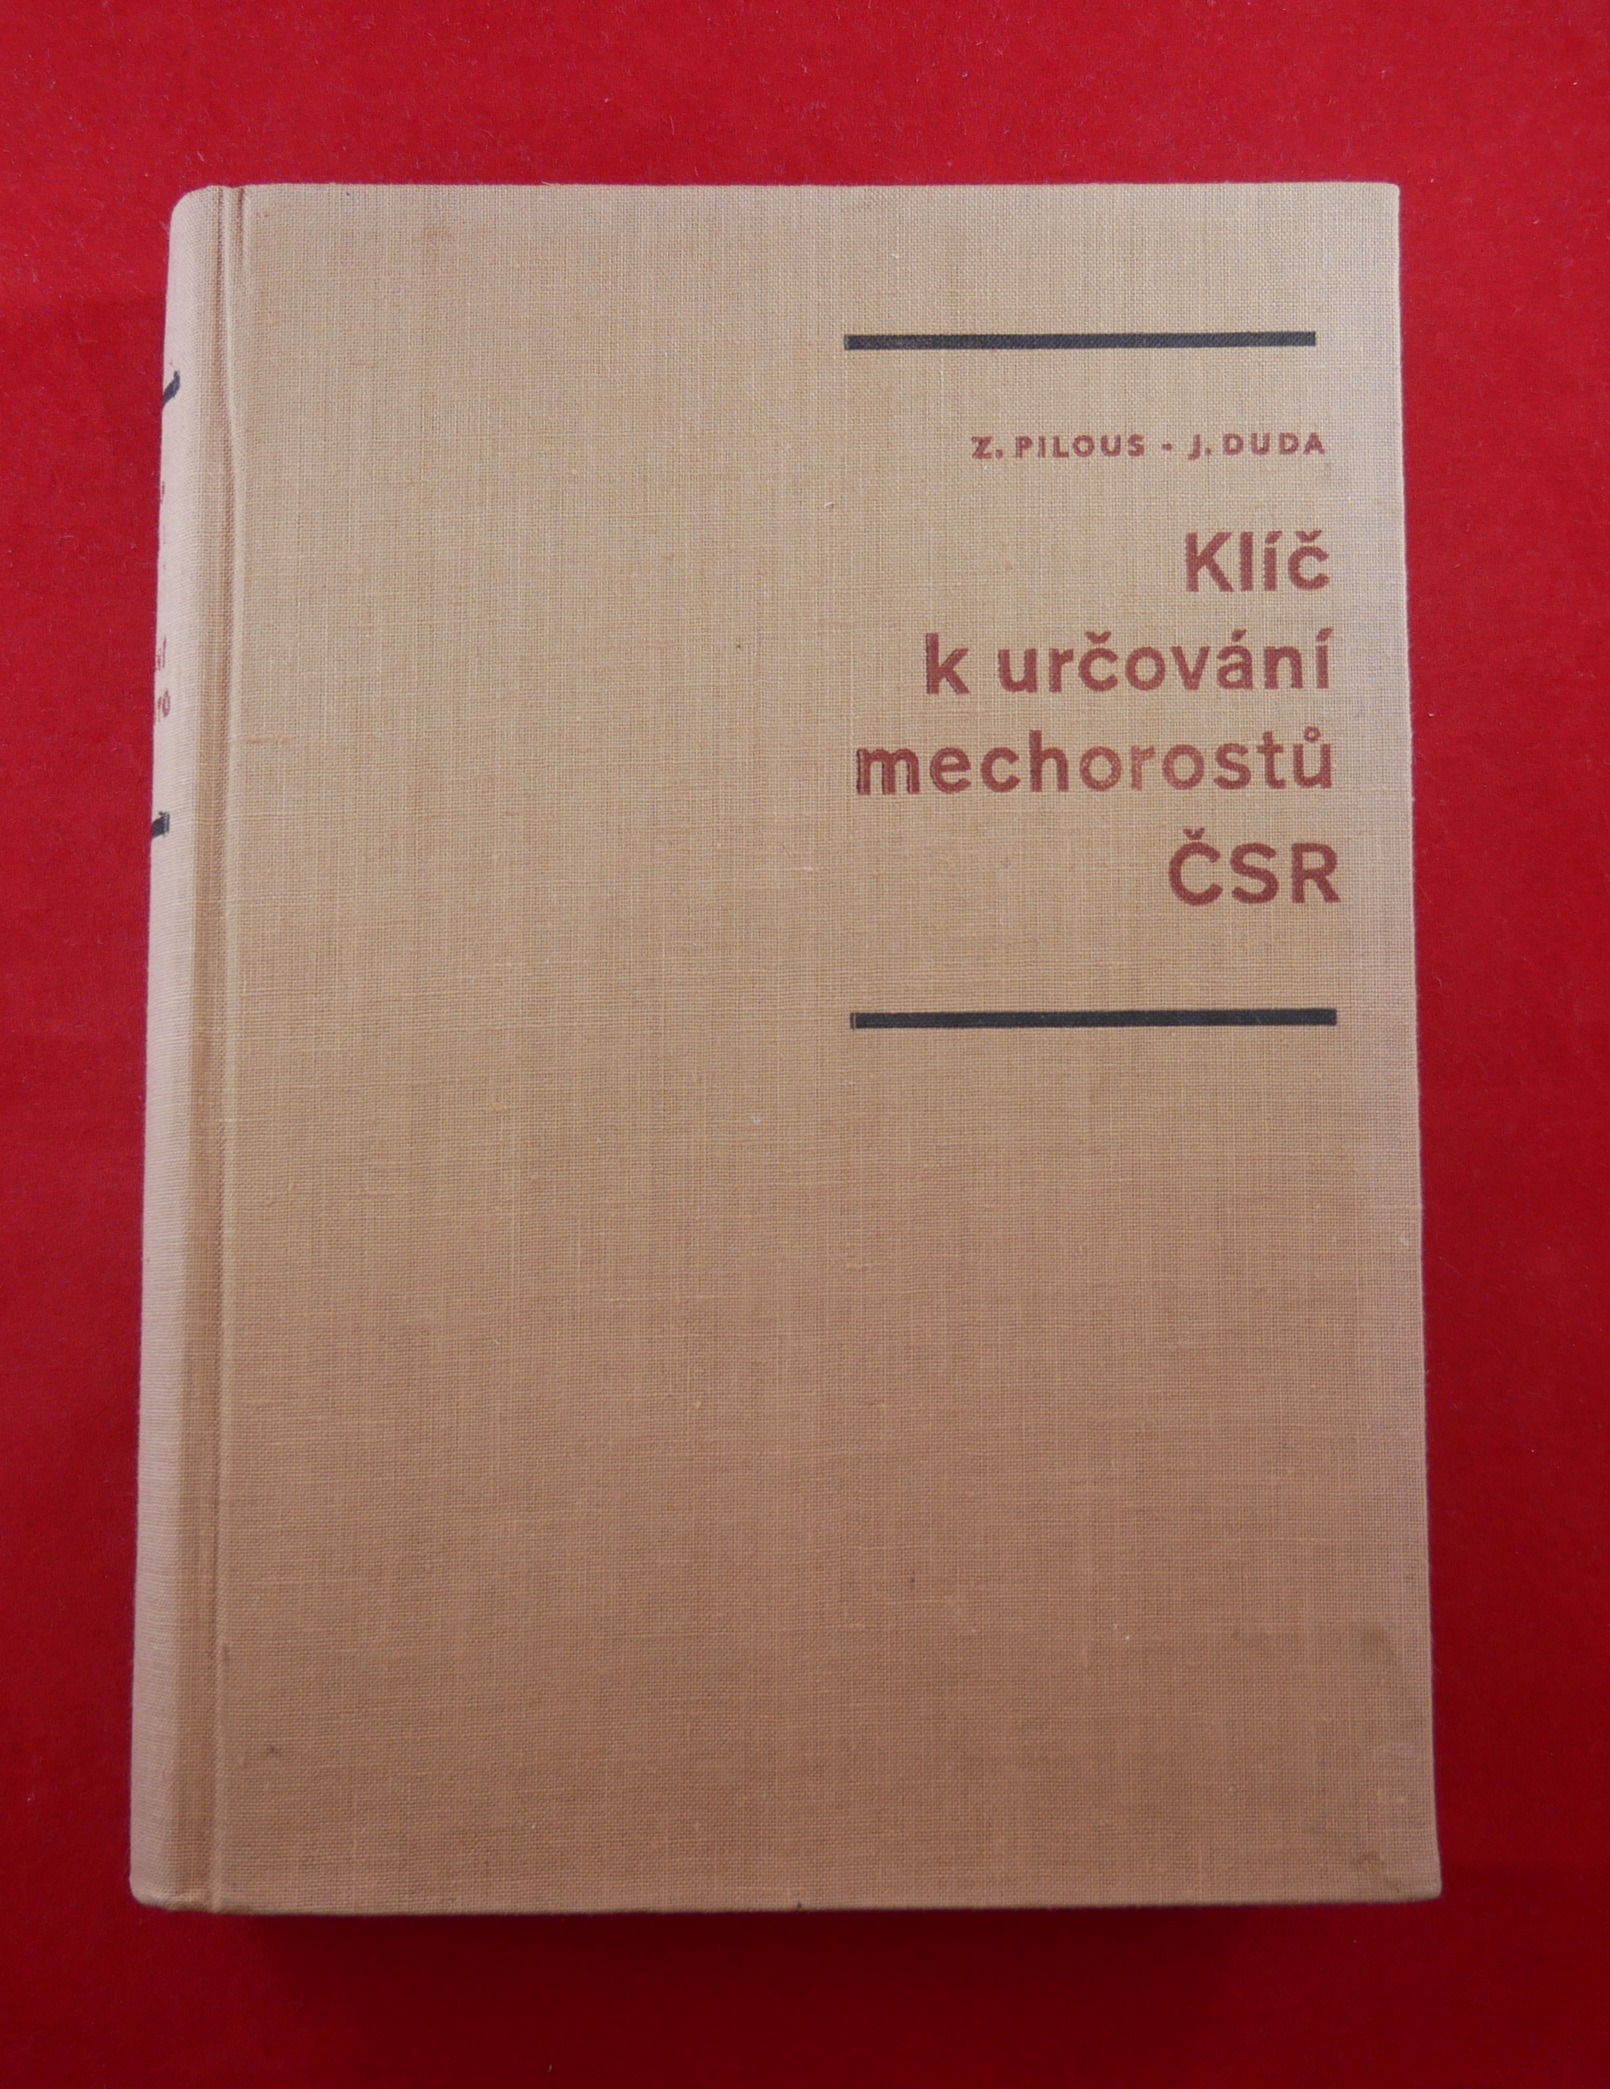 Z. PILOUS - J. DUDA
Klíč
k určování
mechorostů
ČSR